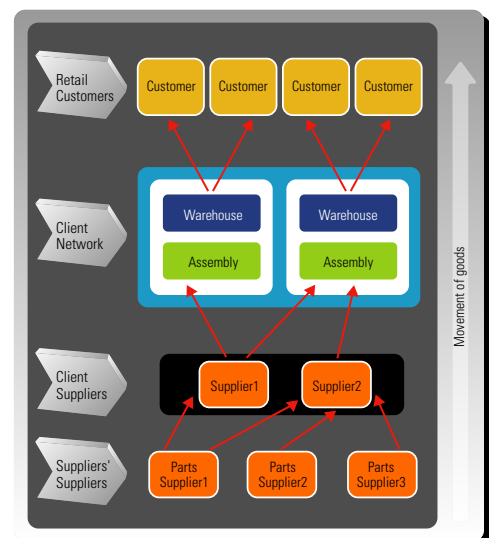 Retail
Customers
Customer
Customer
Customer
Customer
Client
Network
Warehouse
Warehouse
Assembly
Assembly
Movement of goods
Client
Suppliers
Supplier1
Supplier2
Suppliers'
Suppliers
Parts
Supplier1
Parts
Supplier2
Parts
Supplier3